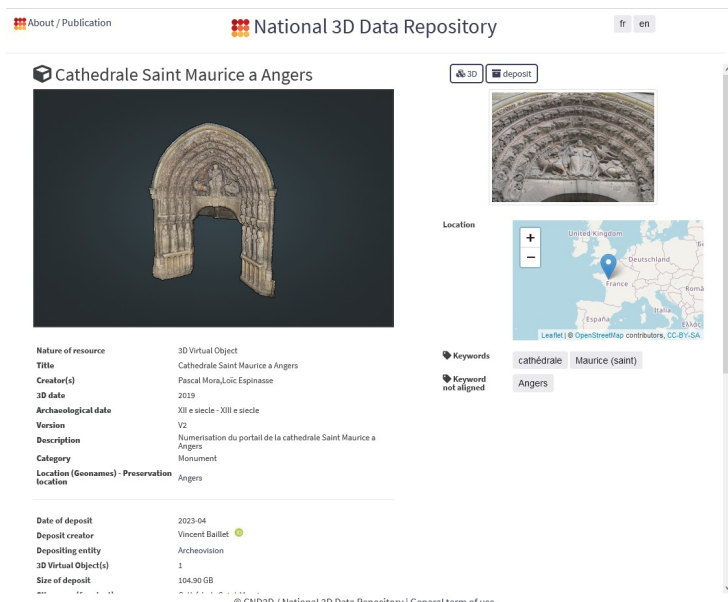 About / Publication
National 3D Data Repository
fr en
Cathedrale Saint Maurice a Angers
3D deposit
Location
+
−
United Kingdom
Deutschland
France
Italia
España
Leaflet | © OpenStreetMap contributors, CC-BY-SA
Keywords cathédrale Maurice (saint)
Keyword
not aligned
Angers
Nature of resource 3D Virtual Object
Title Cathedrale Saint Maurice a Angers
Creator(s) Pascal Mora,Loïc Espinasse
3D date 2019
Archaeological date XII e siecle - XIII e siecle
Version V2
Description Numerisation du portail de la cathedrale Saint Maurice a
Angers
Category Monument
Location (Geonames) - Preservation
location
Angers
Date of deposit 2023-04
Deposit creator Vincent Baillet
Depositing entity Archeovision
3D Virtual Object(s) 1
Size of deposit 104.90 GB
© CND3D / National 3D Data Repository | General term of use